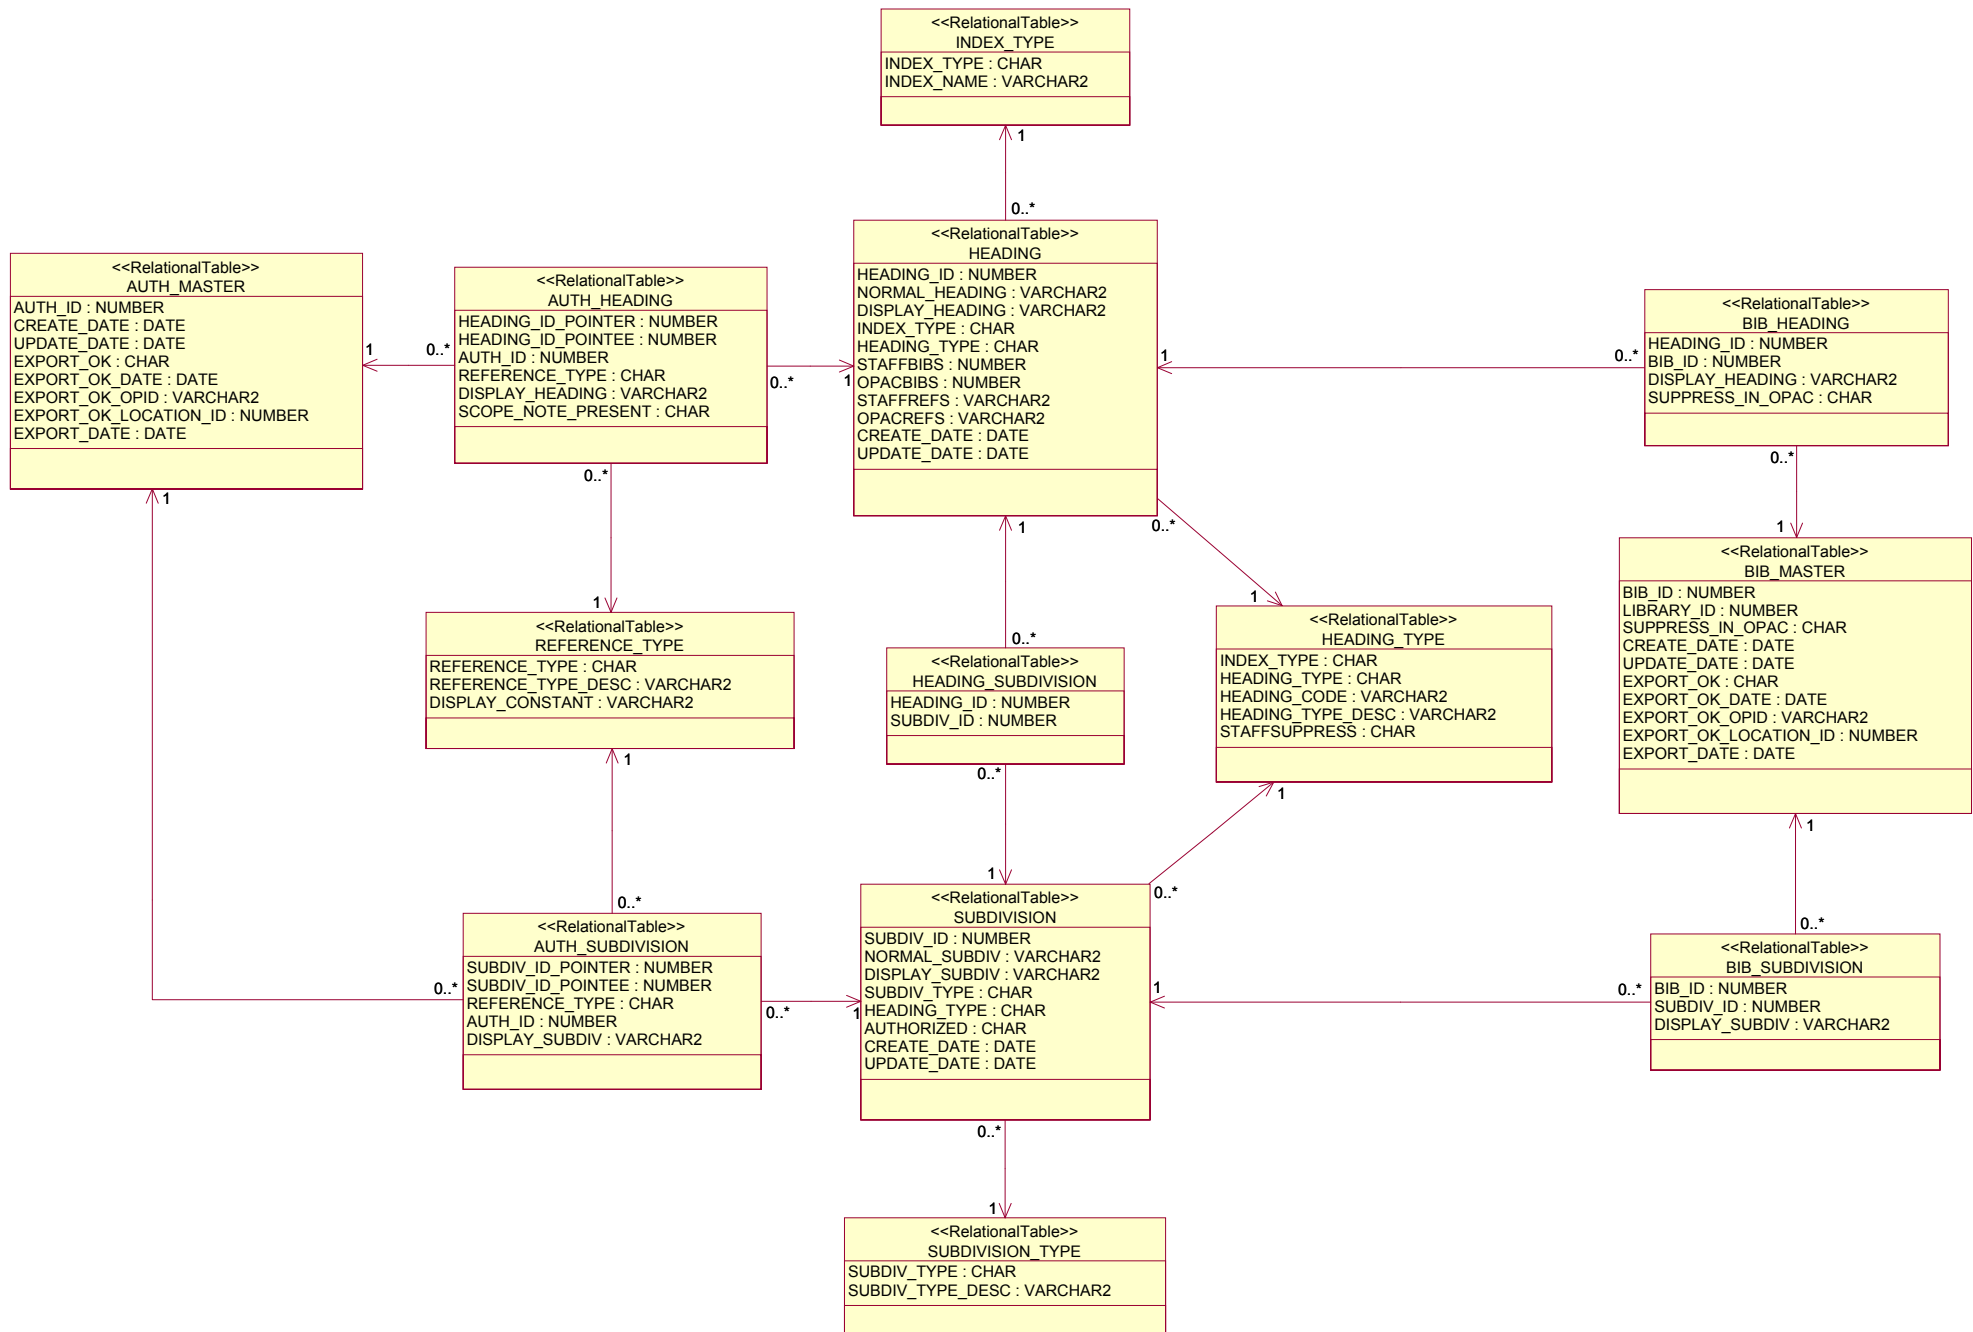 <<RelationalTable>>
INDEX_TYPE
INDEX_TYPE : CHAR
INDEX_NAME : VARCHAR2
1
0..*
<<RelationalTable>>
HEADING
HEADING_ID : NUMBER
NORMAL_HEADING : VARCHAR2
DISPLAY_HEADING : VARCHAR2
INDEX_TYPE : CHAR
HEADING_TYPE : CHAR
STAFFBIBS : NUMBER
OPACBIBS : NUMBER
STAFFREFS : VARCHAR2
OPACREFS : VARCHAR2
CREATE_DATE : DATE
UPDATE_DATE : DATE
<<RelationalTable>>
AUTH_MASTER
AUTH_ID : NUMBER
CREATE_DATE : DATE
UPDATE_DATE : DATE
EXPORT_OK : CHAR
EXPORT_OK_DATE : DATE
EXPORT_OK_OPID : VARCHAR2
EXPORT_OK_LOCATION_ID : NUMBER
EXPORT_DATE : DATE
1
0..*
<<RelationalTable>>
AUTH_HEADING
HEADING_ID_POINTER : NUMBER
HEADING_ID_POINTEE : NUMBER
AUTH_ID : NUMBER
REFERENCE_TYPE : CHAR
DISPLAY_HEADING : VARCHAR2
SCOPE_NOTE_PRESENT : CHAR
0..*
1
1
0..*
<<RelationalTable>>
BIB_HEADING
HEADING_ID : NUMBER
BIB_ID : NUMBER
DISPLAY_HEADING : VARCHAR2
SUPPRESS_IN_OPAC : CHAR
0..*
1
1
0..*
1
0..*
1
0..*
1
<<RelationalTable>>
BIB_MASTER
BIB_ID : NUMBER
LIBRARY_ID : NUMBER
SUPPRESS_IN_OPAC : CHAR
CREATE_DATE : DATE
UPDATE_DATE : DATE
EXPORT_OK : CHAR
EXPORT_OK_DATE : DATE
EXPORT_OK_OPID : VARCHAR2
EXPORT_OK_LOCATION_ID : NUMBER
EXPORT_DATE : DATE
<<RelationalTable>>
REFERENCE_TYPE
REFERENCE_TYPE : CHAR
REFERENCE_TYPE_DESC : VARCHAR2
DISPLAY_CONSTANT : VARCHAR2
0..*
<<RelationalTable>>
HEADING_SUBDIVISION
HEADING_ID : NUMBER
SUBDIV_ID : NUMBER
<<RelationalTable>>
HEADING_TYPE
INDEX_TYPE : CHAR
HEADING_TYPE : CHAR
HEADING_CODE : VARCHAR2
HEADING_TYPE_DESC : VARCHAR2
STAFFSUPPRESS : CHAR
1
0..*
1
1
0..*
1
0..*
0..*
<<RelationalTable>>
AUTH_SUBDIVISION
SUBDIV_ID_POINTER : NUMBER
SUBDIV_ID_POINTEE : NUMBER
REFERENCE_TYPE : CHAR
AUTH_ID : NUMBER
DISPLAY_SUBDIV : VARCHAR2
0..*
0..*
1
<<RelationalTable>>
SUBDIVISION
SUBDIV_ID : NUMBER
NORMAL_SUBDIV : VARCHAR2
DISPLAY_SUBDIV : VARCHAR2
SUBDIV_TYPE : CHAR
HEADING_TYPE : CHAR
AUTHORIZED : CHAR
CREATE_DATE : DATE
UPDATE_DATE : DATE
1
0..*
<<RelationalTable>>
BIB_SUBDIVISION
BIB_ID : NUMBER
SUBDIV_ID : NUMBER
DISPLAY_SUBDIV : VARCHAR2
0..*
1
<<RelationalTable>>
SUBDIVISION_TYPE
SUBDIV_TYPE : CHAR
SUBDIV_TYPE_DESC : VARCHAR2